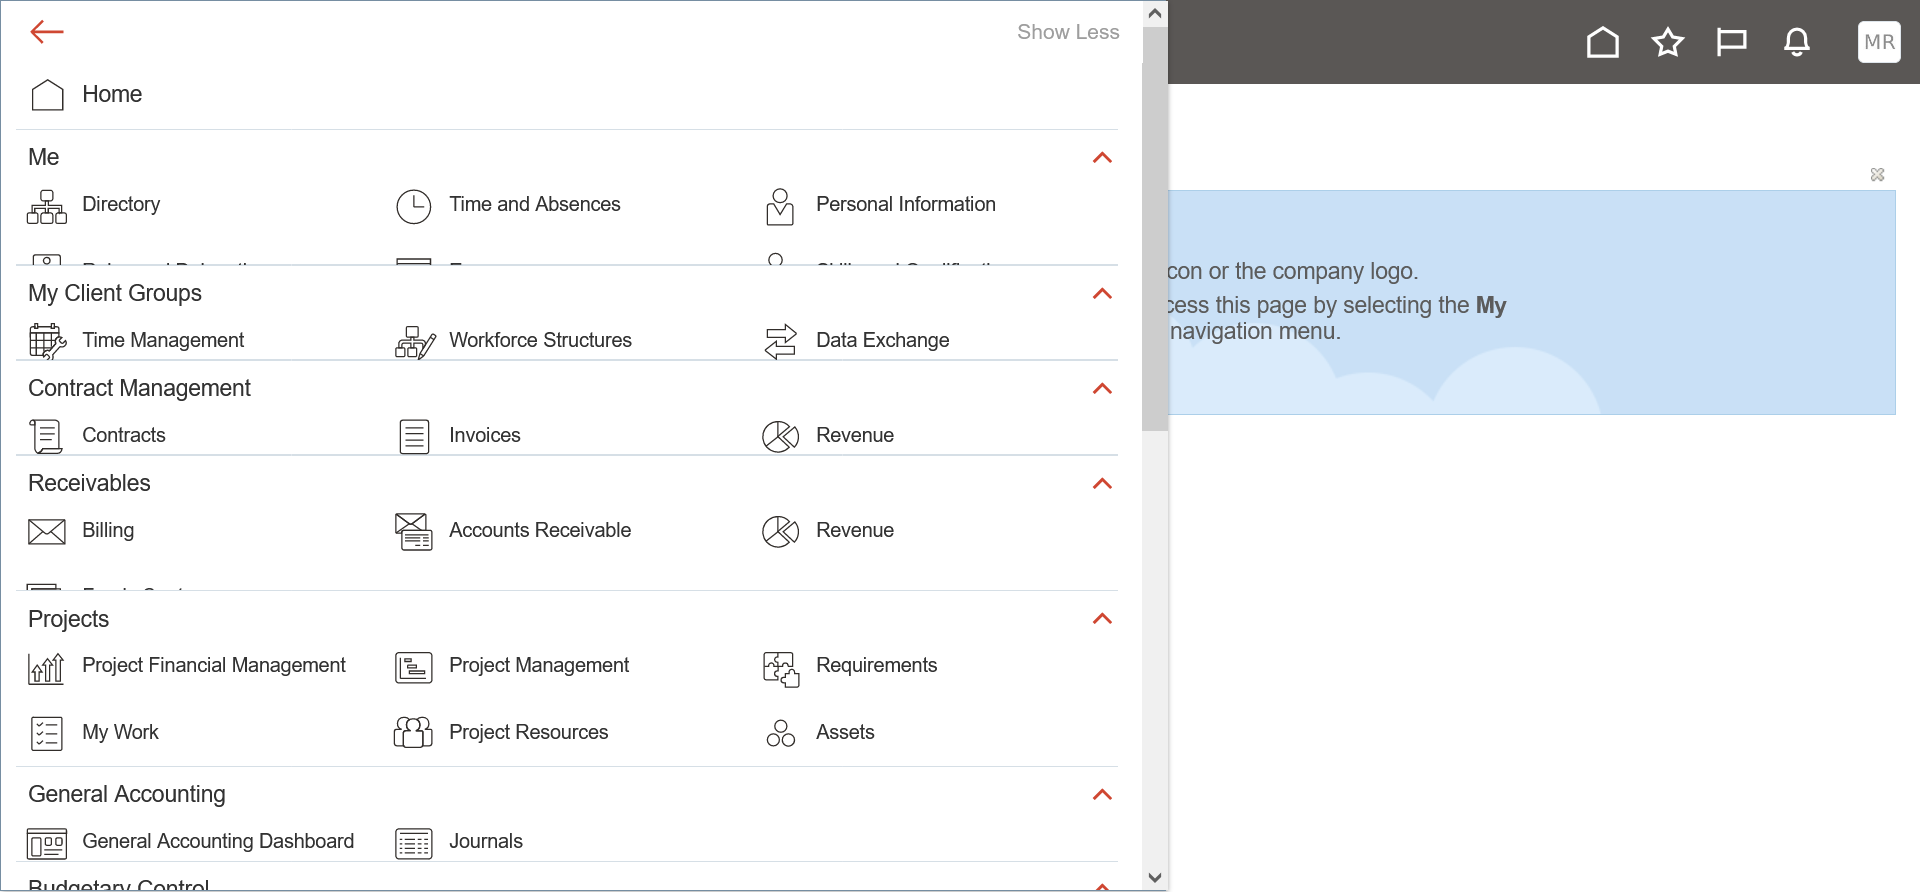 Show Less
MR
Home
Me
Directory
Time and Absences
Personal Information
My Client Groups
Time Management
Workforce Structures
Data Exchange
Contract Management
Contracts
Invoices
Revenue
Receivables
Billing
Accounts Receivable
Revenue
Projects
Project Financial Management
Project Management
Requirements
My Work
Project Resources
Assets
General Accounting
General Accounting Dashboard
Journals
Budgetary Control
con or the company logo.
cess this page by selecting the My
navigation menu.